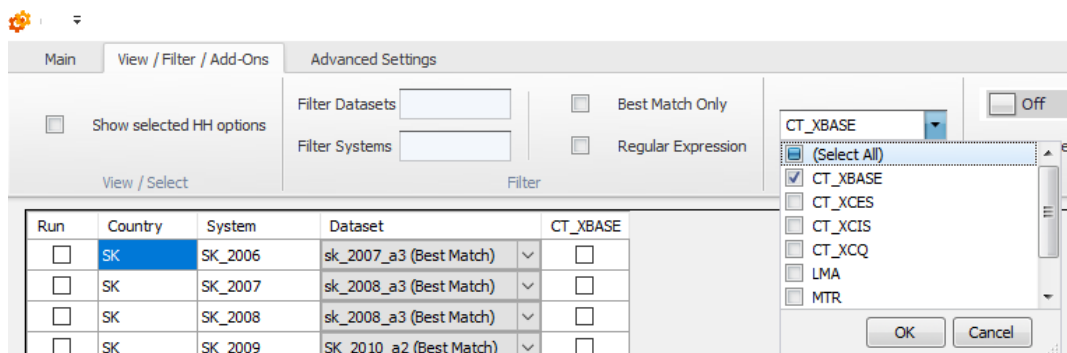 Main View / Filter / Add-Ons Advanced Settings
Filter Datasets Best Match Only Off
Show selected HH options CT_XBASE
Filter Systems Regular Expression
(Select All)
View / Select Filter
CT_XBASE
CT_XCES
Run Country System Dataset CT_XBASE
CT_XCIS
SK SK_2006 sk_2007_a3 (Best Match)
CT_XCQ
SK SK_2007 sk_2008_a3 (Best Match)
LMA
MTR
SK SK_2008 sk_2008_a3 (Best Match)
OK Cancel
SK SK_2009 SK_2010_a2 (Best Match)